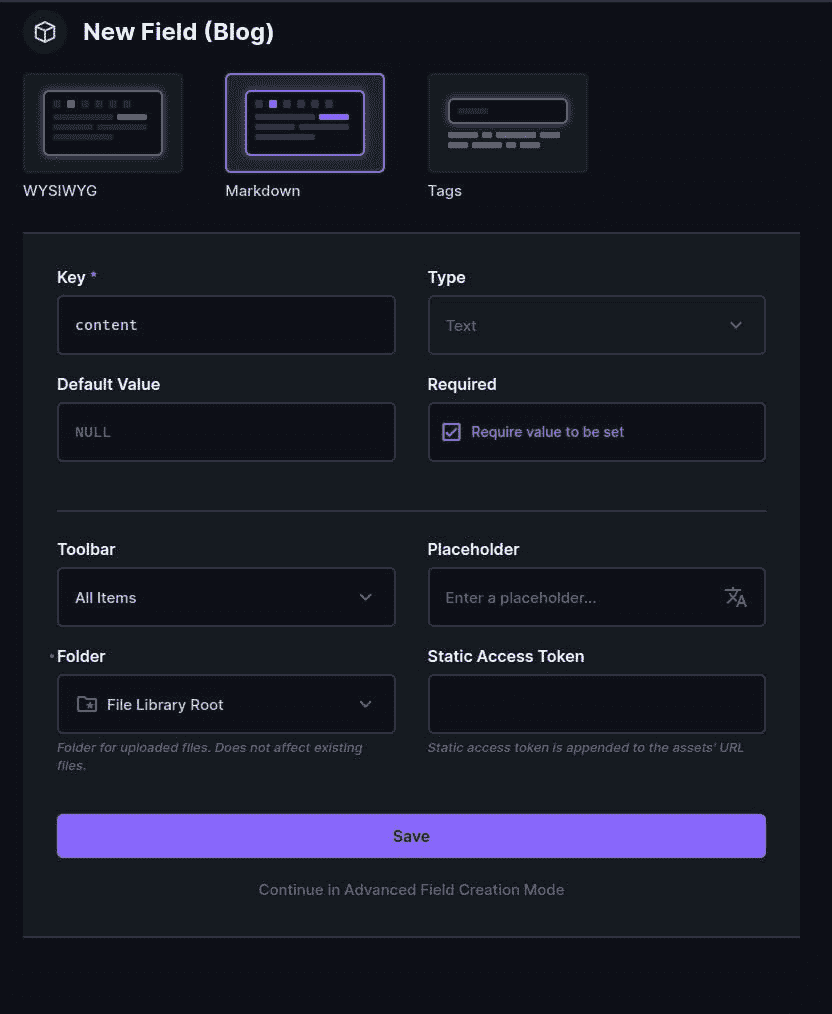 New Field (Blog)
WYSIWYG
Markdown
Tags
Key *
Type
content
Text
Default Value
Required
NULL
Require value to be set
Toolbar
Placeholder
All Items
Enter a placeholder...
Folder
Static Access Token
File Library Root
Folder for uploaded files. Does not affect existing
files.
Static access token is appended to the assets' URL
Save
Continue in Advanced Field Creation Mode